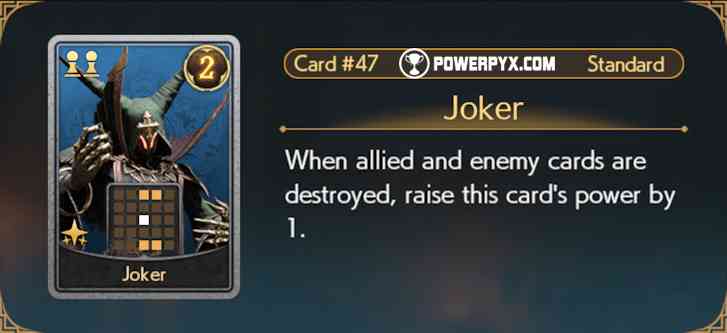 2
Joker
Card #47 POWERPYX.COM Standard
Joker
When allied and enemy cards are
destroyed, raise this card's power by
1.